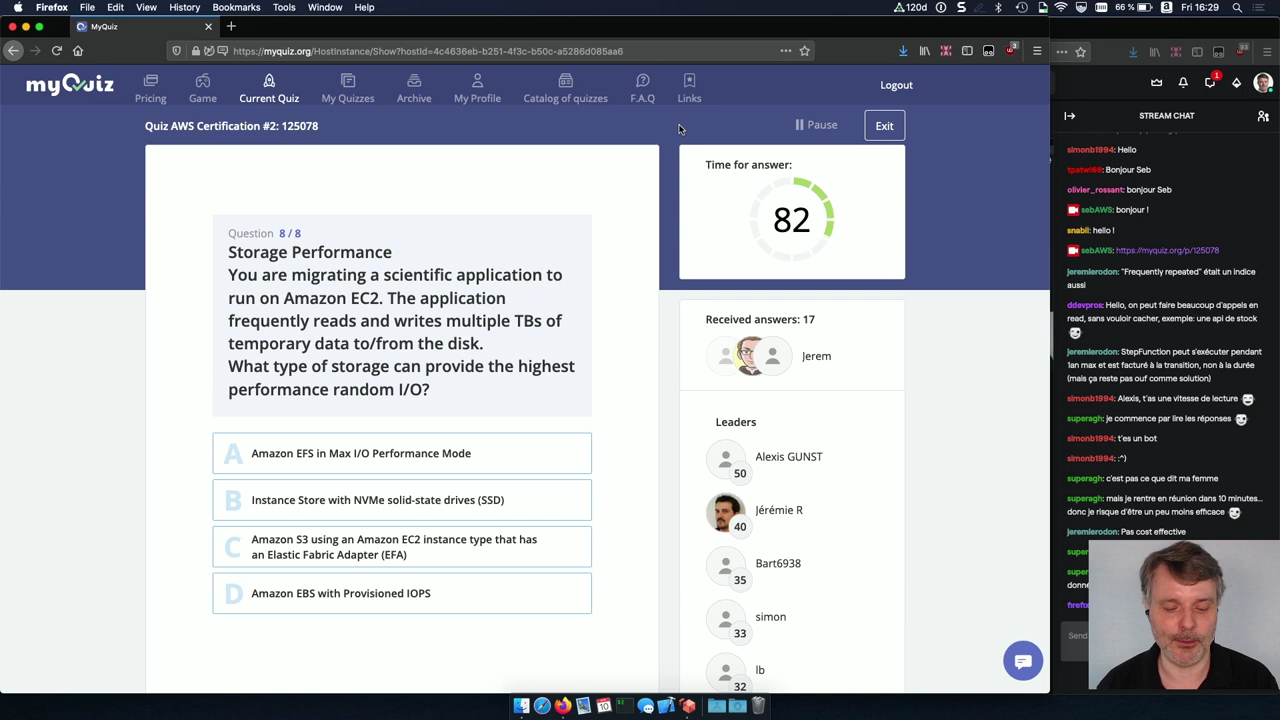 Firefox File Edit View History Bookmarks Tools Window Help
120d 66 % Fri 16:29
MyQuiz
https://myquiz.org/HostInstance/Show?hostId=4c4636eb-b251-4f3c-b50c-a5286d085aa6
myQuiz
Pricing Game Current Quiz My Quizzes Archive My Profile Catalog of quizzes F.A.Q Links
Logout
Quiz AWS Certification #2: 125078
Pause
Exit
Question 8 / 8
Storage Performance
You are migrating a scientific application to
run on Amazon EC2. The application
frequently reads and writes multiple TBs of
temporary data to/from the disk.
What type of storage can provide the highest
performance random I/O?
A Amazon EFS in Max I/O Performance Mode
B Instance Store with NVMe solid-state drives (SSD)
C Amazon S3 using an Amazon EC2 instance type that has
an Elastic Fabric Adapter (EFA)
D Amazon EBS with Provisioned IOPS
Time for answer:
82
Received answers: 17
Jerem
Leaders
Alexis GUNST
50
Jérémie R
40
Bart6938
35
simon
33
lb
32
STREAM CHAT
simonb1994: Hello
tpatwil69: Bonjour Seb
olivier_rossant: bonjour Seb
sebAWS: bonjour !
snabil: hello !
sebAWS: https://myquiz.org/p/125078
jeremlerodon: "Frequently repeated" était un indice
aussi
ddevpros: Hello, on peut faire beaucoup d'appels en
read, sans vouloir cacher, exemple: une api de stock
jeremlerodon: StepFunction peut s'exécuter pendant
1an max et est facturé à la transition, non à la durée
(mais ça reste pas ouf comme solution)
simonb1994: Alexis, t'as une vitesse de lecture
superagh: je commence par lire les réponses
simonb1994: t'es un bot
simonb1994: :^)
superagh: c'est pas ce que dit ma femme
superagh: mais je rentre en réunion dans 10 minutes...
donc je risque d'être un peu moins efficace
jeremlerodon: Pas cost effective
Send